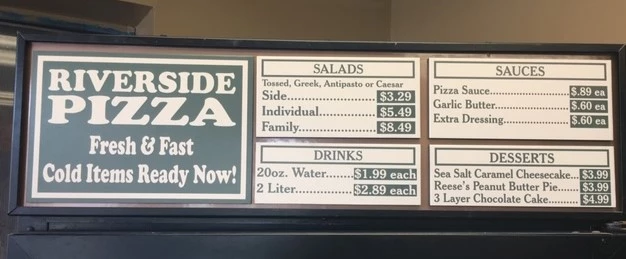 RIVERSIDE
PIZZA
Fresh & Fast
Cold Items Ready Now!
SALADS
Tossed, Greek, Antipasto or Caesar
Side..................$3.29
Individual............$5.49
Family................$8.49
DRINKS
20oz. Water.......$1.99 each
2 Liter................$2.89 each
SAUCES
Pizza Sauce....................$.89 ea
Garlic Butter...................$.60 ea
Extra Dressing................$.60 ea
DESSERTS
Sea Salt Caramel Cheesecake...$3.99
Reese's Peanut Butter Pie.......$3.99
3 Layer Chocolate Cake.........$4.99